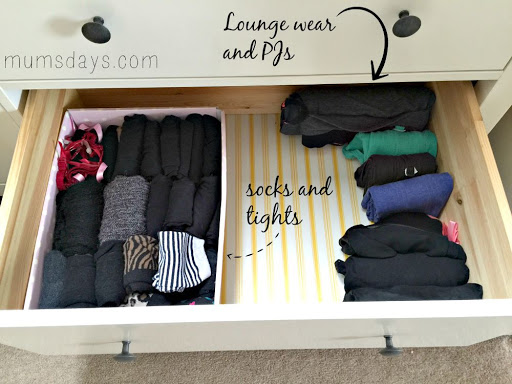 Lounge wear
and PJs
mumsdays.com
socks and
tights